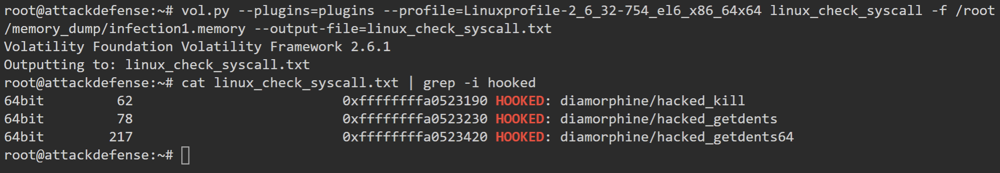 root@attackdefense:~# vol.py --plugins=plugins --profile=Linuxprofile-2_6_32-754_el6_x86_64x64 linux_check_syscall -f /root
/memory_dump/infection1.memory --output-file=linux_check_syscall.txt
Volatility Foundation Volatility Framework 2.6.1
Outputting to: linux_check_syscall.txt
root@attackdefense:~# cat linux_check_syscall.txt | grep -i hooked
64bit         62                          0xffffffffa0523190 HOOKED: diamorphine/hacked_kill
64bit         78                          0xffffffffa0523230 HOOKED: diamorphine/hacked_getdents
64bit        217                          0xffffffffa0523420 HOOKED: diamorphine/hacked_getdents64
root@attackdefense:~#